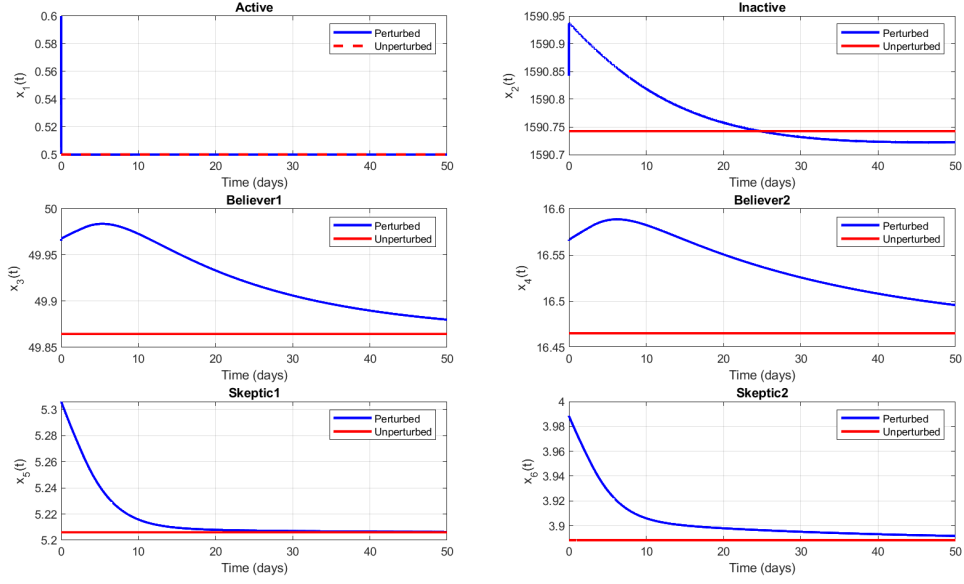 Active
x1(t)
0.6
0.58
0.56
0.54
0.52
0.5
0 10 20 30 40 50
Time (days)
Perturbed
Unperturbed
Inactive
x2(t)
1590.95
1590.9
1590.85
1590.8
1590.75
1590.7
0 10 20 30 40 50
Time (days)
Perturbed
Unperturbed
Believer1
x3(t)
50
49.95
49.9
49.85
0 10 20 30 40 50
Time (days)
Perturbed
Unperturbed
Believer2
x4(t)
16.6
16.55
16.5
16.45
0 10 20 30 40 50
Time (days)
Perturbed
Unperturbed
Skeptic1
x5(t)
5.3
5.28
5.26
5.24
5.22
5.2
0 10 20 30 40 50
Time (days)
Perturbed
Unperturbed
Skeptic2
x6(t)
4
3.98
3.96
3.94
3.92
3.9
0 10 20 30 40 50
Time (days)
Perturbed
Unperturbed